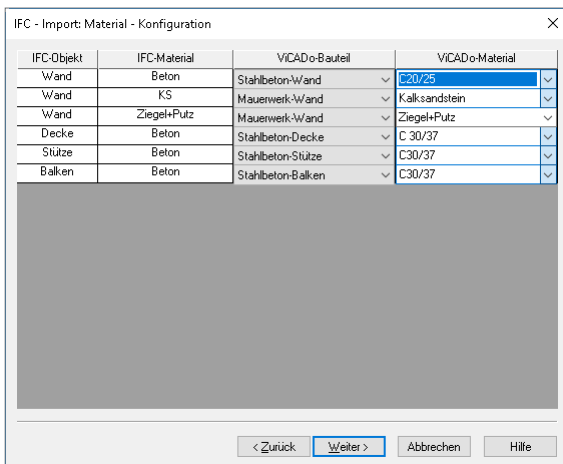 IFC - Import: Material - Konfiguration
IFC-Objekt IFC-Material ViCADo-Bauteil ViCADo-Material
Wand Beton Stahlbeton-Wand C20/25
Wand KS Mauerwerk-Wand Kalksandstein
Wand Ziegel+Putz Mauerwerk-Wand Ziegel+Putz
Decke Beton Stahlbeton-Decke C 30/37
Stütze Beton Stahlbeton-Stütze C30/37
Balken Beton Stahlbeton-Balken C30/37
< Zurück Weiter > Abbrechen Hilfe